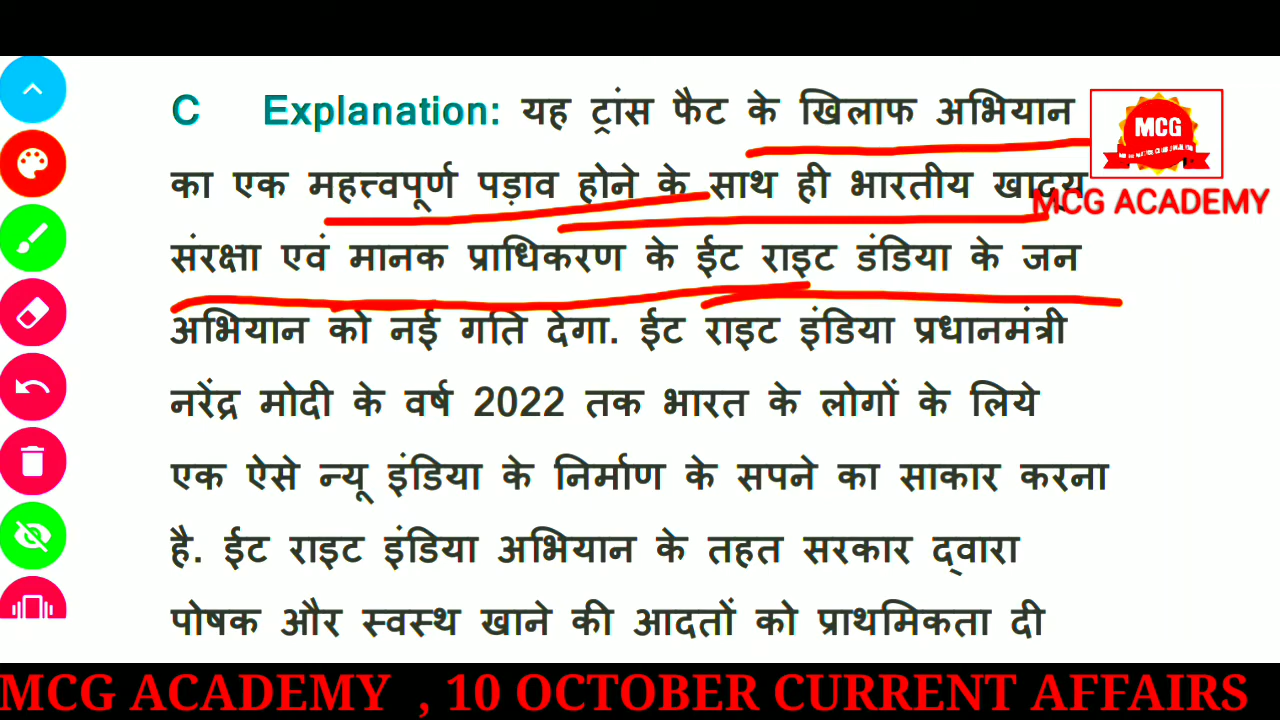 C Explanation: यह ट्रांस फैट के खिलाफ अभियान
MCG
का एक महत्त्वपूर्ण पड़ाव होने के साथ ही भारतीय खाद्य
MCG ACADEMY
संरक्षा एवं मानक प्राधिकरण के ईट राइट डंडिया के जन
अभियान को नई गति देगा. ईट राइट इंडिया प्रधानमंत्री
नरेंद्र मोदी के वर्ष 2022 तक भारत के लोगों के लिये
एक ऐसे न्यू इंडिया के निर्माण के सपने का साकार करना
है. ईट राइट इंडिया अभियान के तहत सरकार द्वारा
पोषक और स्वस्थ खाने की आदतों को प्राथमिकता दी
MCG ACADEMY , 10 OCTOBER CURRENT AFFAIRS